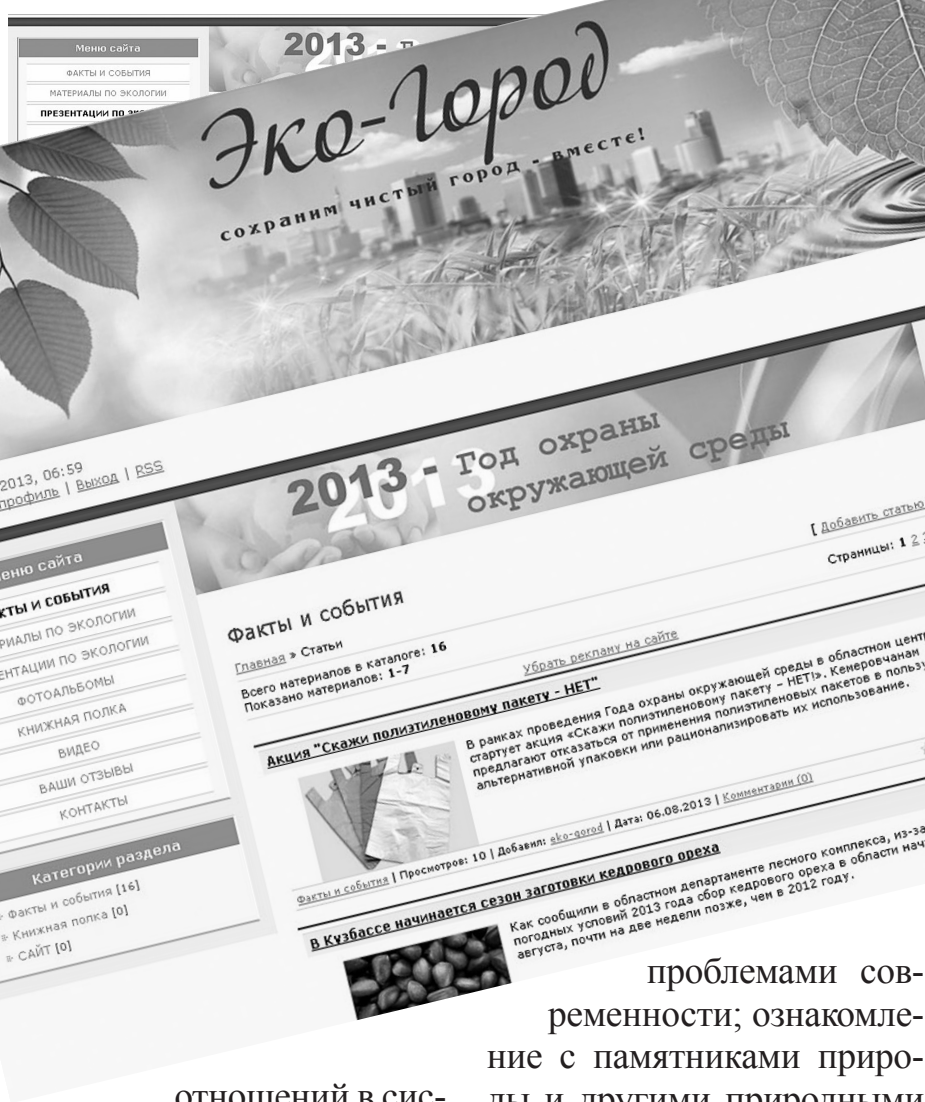 Меню сайта
ФАКТЫ И СОБЫТИЯ
МАТЕРИАЛЫ ПО ЭКОЛОГИИ
ПРЕЗЕНТАЦИИ ПО
2013 -
Эко-Город
сохраним чистый город - вместе!
2013, 06:59
профиль | Выход | RSS
2013 - Год охраны
окружающей среды
2013
Меню сайта
ФАКТЫ И СОБЫТИЯ
МАТЕРИАЛЫ ПО ЭКОЛОГИИ
ПРЕЗЕНТАЦИИ ПО ЭКОЛОГИИ
ФОТОАЛЬБОМЫ
КНИЖНАЯ ПОЛКА
ВИДЕО
ВАШИ ОТЗЫВЫ
КОНТАКТЫ
Категории раздела
Факты и события [16]
Книжная полка [0]
САЙТ [0]
[ Добавить статью
Страницы: 1 2
Факты и события
Главная » Статьи
Всего материалов в каталоге: 16
Показано материалов: 1-7
Убрать рекламу на сайте
Акция "Скажи полиэтиленовому пакету - НЕТ"
В рамках проведения Года охраны окружающей среды в областном центр
стартует акция «Скажи полиэтиленовому пакету – НЕТ!». Кемеровчанам
предлагают отказаться от применения полиэтиленовых пакетов в пользу
альтернативной упаковки или рационализировать их использование.
Факты и события | Просмотров: 10 | Добавил: eko-gorod | Дата: 06.08.2013 | Комментарии (0)
В Кузбассе начинается сезон заготовки кедрового ореха
Как сообщили в областном департаменте лесного комплекса, из-за
погодных условий 2013 года сбор кедрового ореха в области нач
августа, почти на две недели позже, чем в 2012 году.
отношений в сис-
проблемами сов-
ременности; ознакомле-
ние с памятниками приро-
ды и другими природными